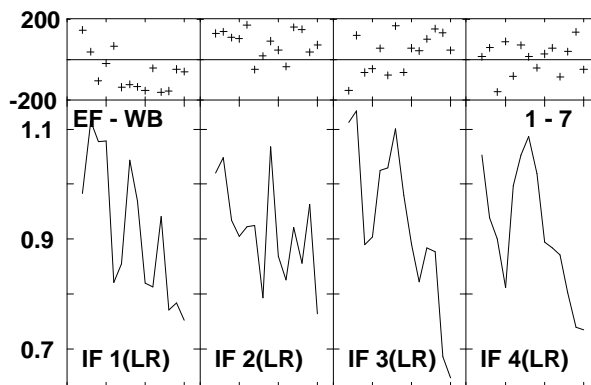 200
-200
EF - WB 1 - 7
1.1
0.9
0.7
IF 1(LR) IF 2(LR) IF 3(LR) IF 4(LR)